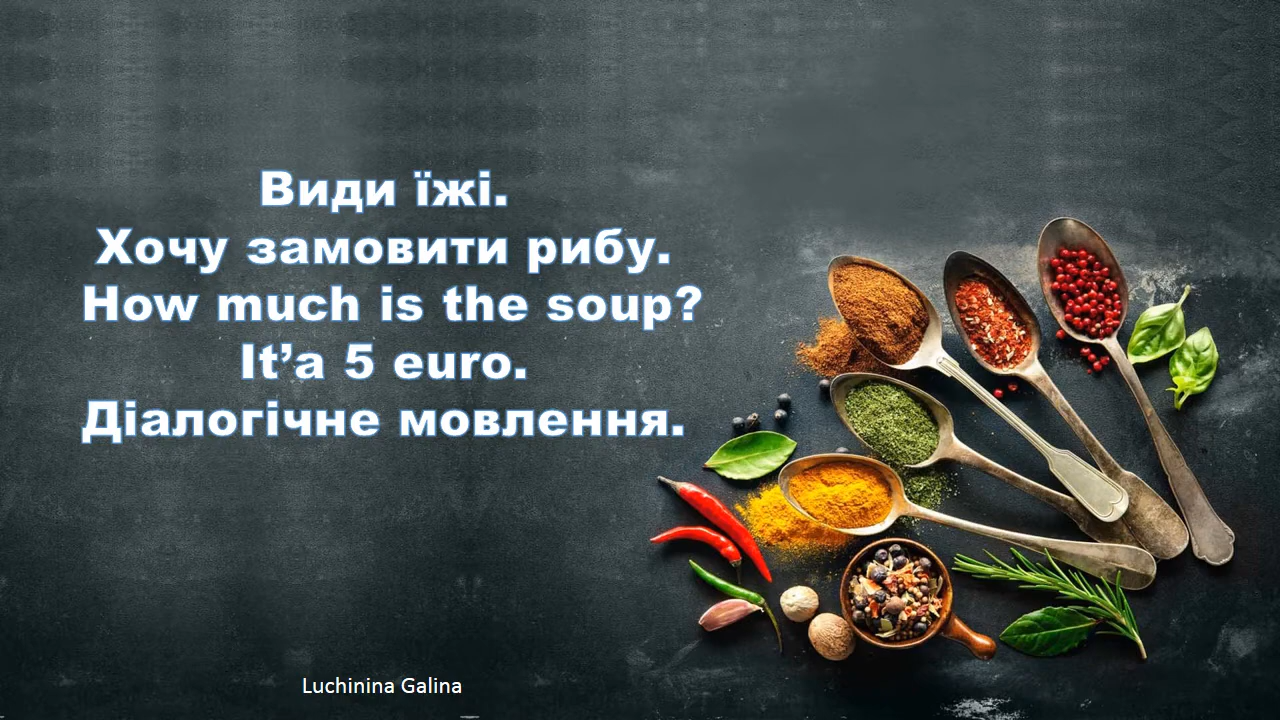 Види їжі.
Хочу замовити рибу.
How much is the soup?
It’a 5 euro.
Діалогічне мовлення.
Luchinina Galina